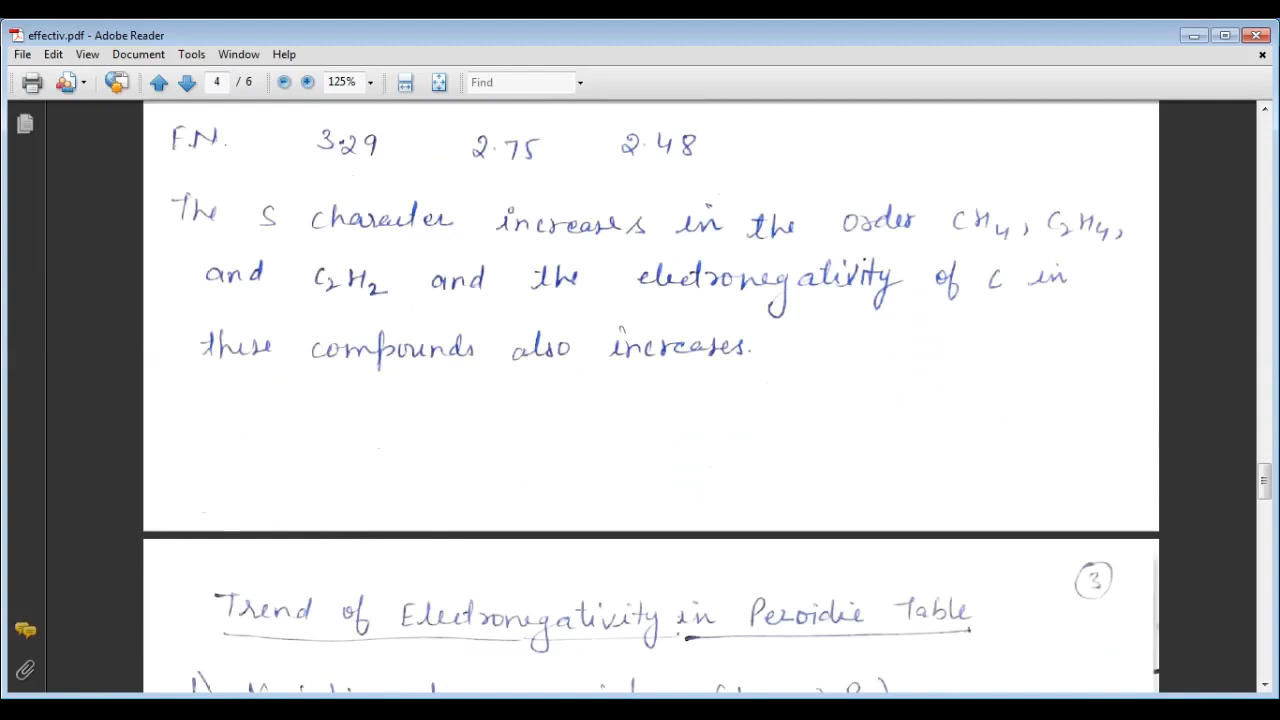 effectiv.pdf - Adobe Reader
File Edit View Document Tools Window Help
4 / 6 125% Find
E.N. 3.29 2.75 2.48
The S character increases in the order CH4, C2H4,
and C2H2 and the electronegativity of C in
these compounds also increases.
3
Trend of Electronegativity in Peroidic Table